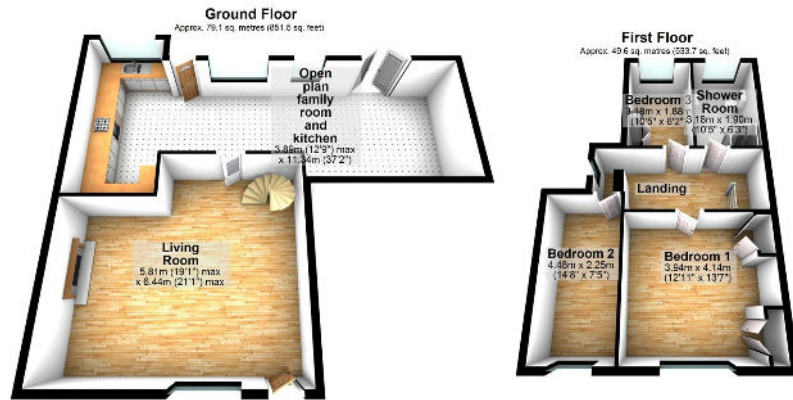 Ground Floor
Approx. 79.1 sq. metres (851.5 sq. feet)
Open
plan
family
room
and
kitchen
3.89m (12'9") max
x 11.34m (37'2")
Living
Room
5.81m (19'1") max
x 6.44m (21'1") max
First Floor
Approx. 49.6 sq. metres (533.7 sq. feet)
Bedroom 3
3.18m x 1.88m
(10'5" x 6'2")
Shower
Room
3.18m x 1.90m
(10'5" x 6'3")
Landing
Bedroom 2
4.48m x 2.25m
(14'8" x 7'5")
Bedroom 1
3.94m x 4.14m
(12'11" x 13'7")